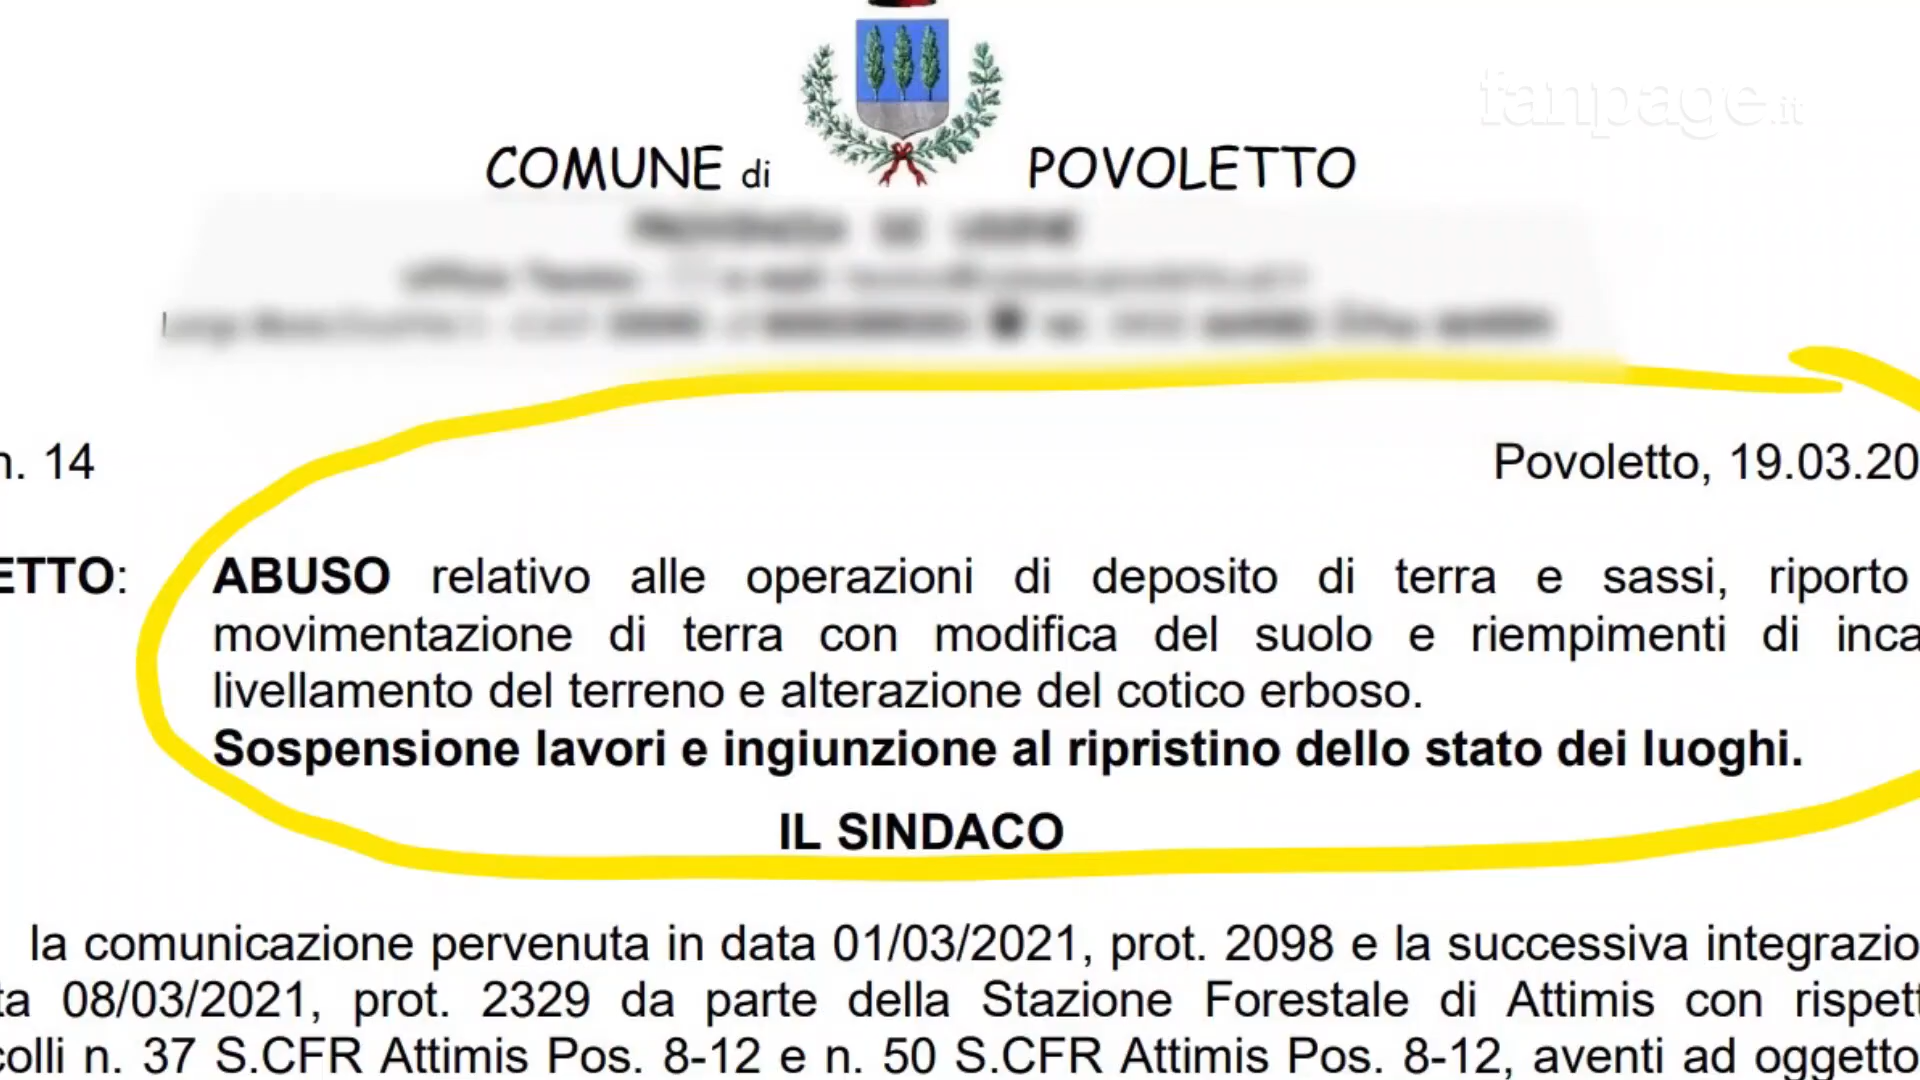 fanpage.it
COMUNE di POVOLETTO
n. 14 Povoletto, 19.03.20
ETTO: ABUSO relativo alle operazioni di deposito di terra e sassi, riporto
movimentazione di terra con modifica del suolo e riempimenti di inca
livellamento del terreno e alterazione del cotico erboso.
Sospensione lavori e ingiunzione al ripristino dello stato dei luoghi.
IL SINDACO
la comunicazione pervenuta in data 01/03/2021, prot. 2098 e la successiva integrazio
ta 08/03/2021, prot. 2329 da parte della Stazione Forestale di Attimis con rispett
colli n. 37 S.CFR Attimis Pos. 8-12 e n. 50 S.CFR Attimis Pos. 8-12, aventi ad oggetto